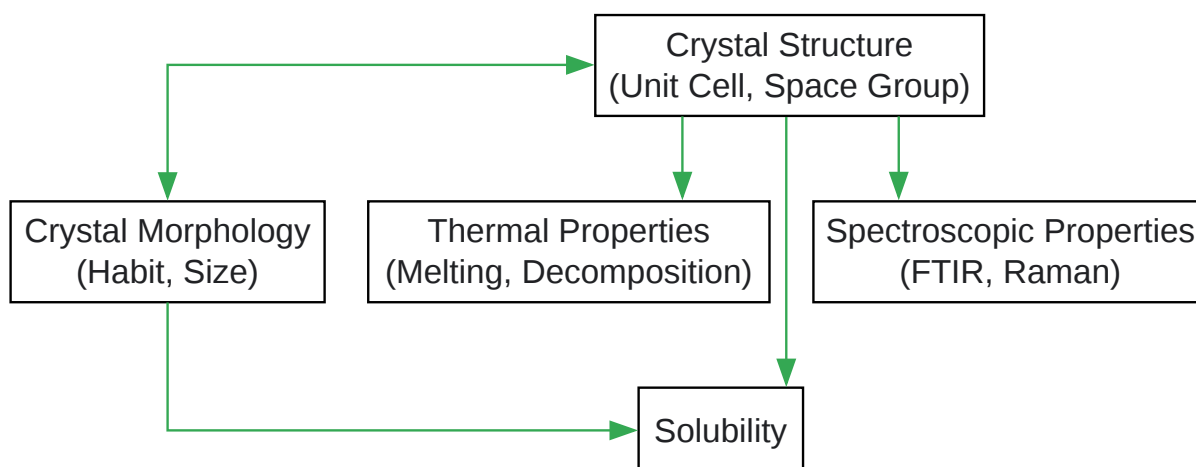 Crystal Structure
(Unit Cell, Space Group)
Crystal Morphology
(Habit, Size)
Thermal Properties
(Melting, Decomposition)
Spectroscopic Properties
(FTIR, Raman)
Solubility